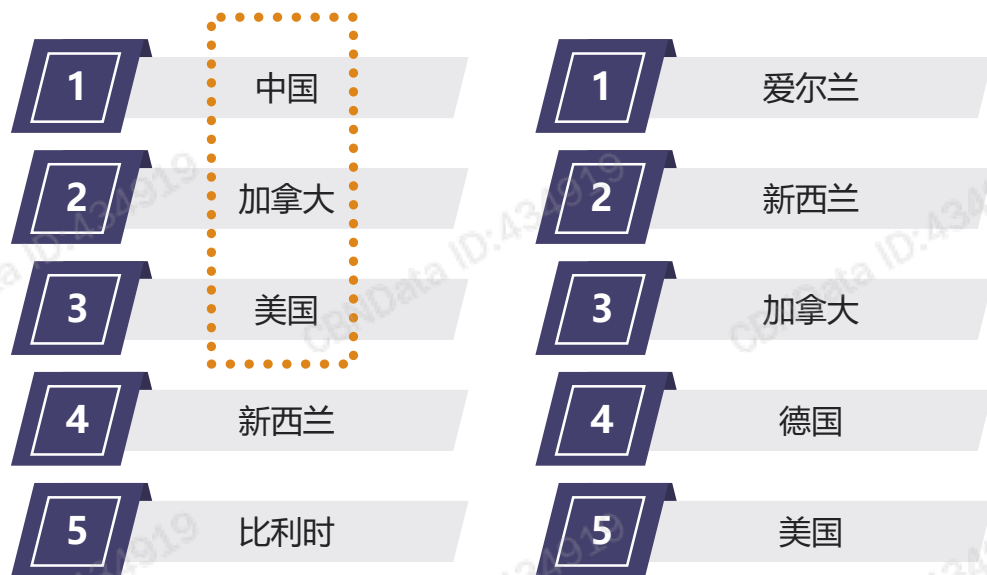 1 中国
2 加拿大
3 美国
4 新西兰
5 比利时
1 爱尔兰
2 新西兰
3 加拿大
4 德国
5 美国
CBNData ID:434919